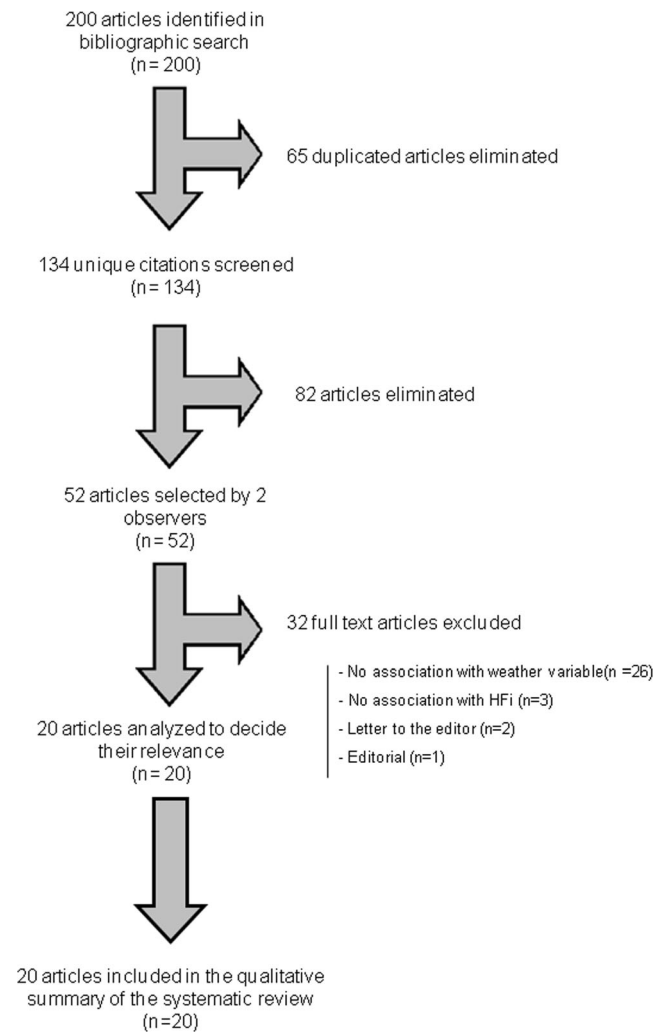 200 articles identified in
bibliographic search
(n = 200)
65 duplicated articles eliminated
134 unique citations screened
(n = 134)
82 articles eliminated
52 articles selected by 2
observers
(n = 52)
32 full text articles excluded
- No association with weather variable(n =26)
- No association with HFi (n=3)
- Letter to the editor (n=2)
- Editorial (n=1)
20 articles analyzed to decide
their relevance
(n = 20)
20 articles included in the qualitative
summary of the systematic review
(n=20)